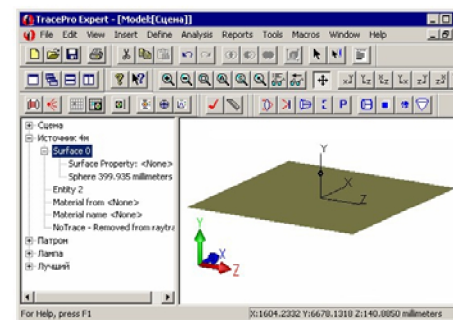 TracePro Expert - [Model:[Сцена]]
File Edit View Insert Define Analysis Reports Tools Macros Window Help
Сцена
Источник 4м
Surface 0
Surface Property: <None>
Sphere 399.935 millimeters
Entity 2
Material from <None>
Material name <None>
NoTrace - Removed from raytra
Патрон
Лампа
Лучший
Y
X
Z
Y
X
Z
For Help, press F1
X:1604.2332 Y:6678.1318 Z:140.8850 millimeters